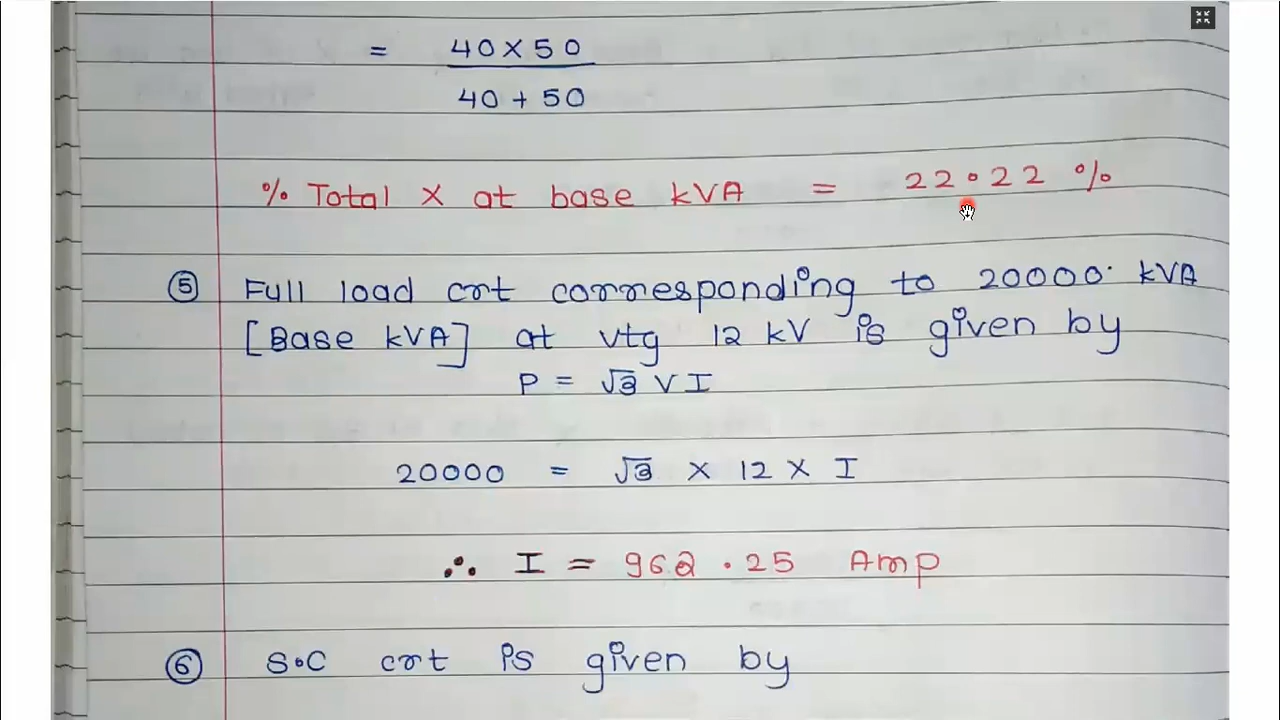 = 40 × 50
40 + 50
% Total X at base kVA = 22.22 %
⑤ Full load crt corresponding to 20000 kVA
[Base kVA] at vtg 12 kV is given by
P = √3 V I
20000 = √3 × 12 × I
∴ I = 962.25 Amp
⑥ S.C crt is given by